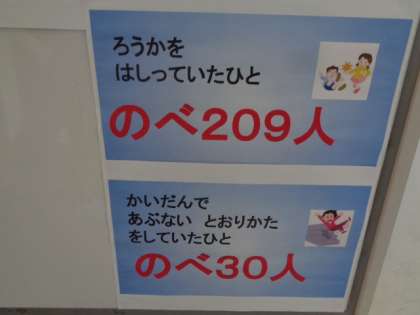 ろうかを
はしっていたひと
のべ209人
かいだんで
あぶない とおりかた
をしていたひと
のべ30人